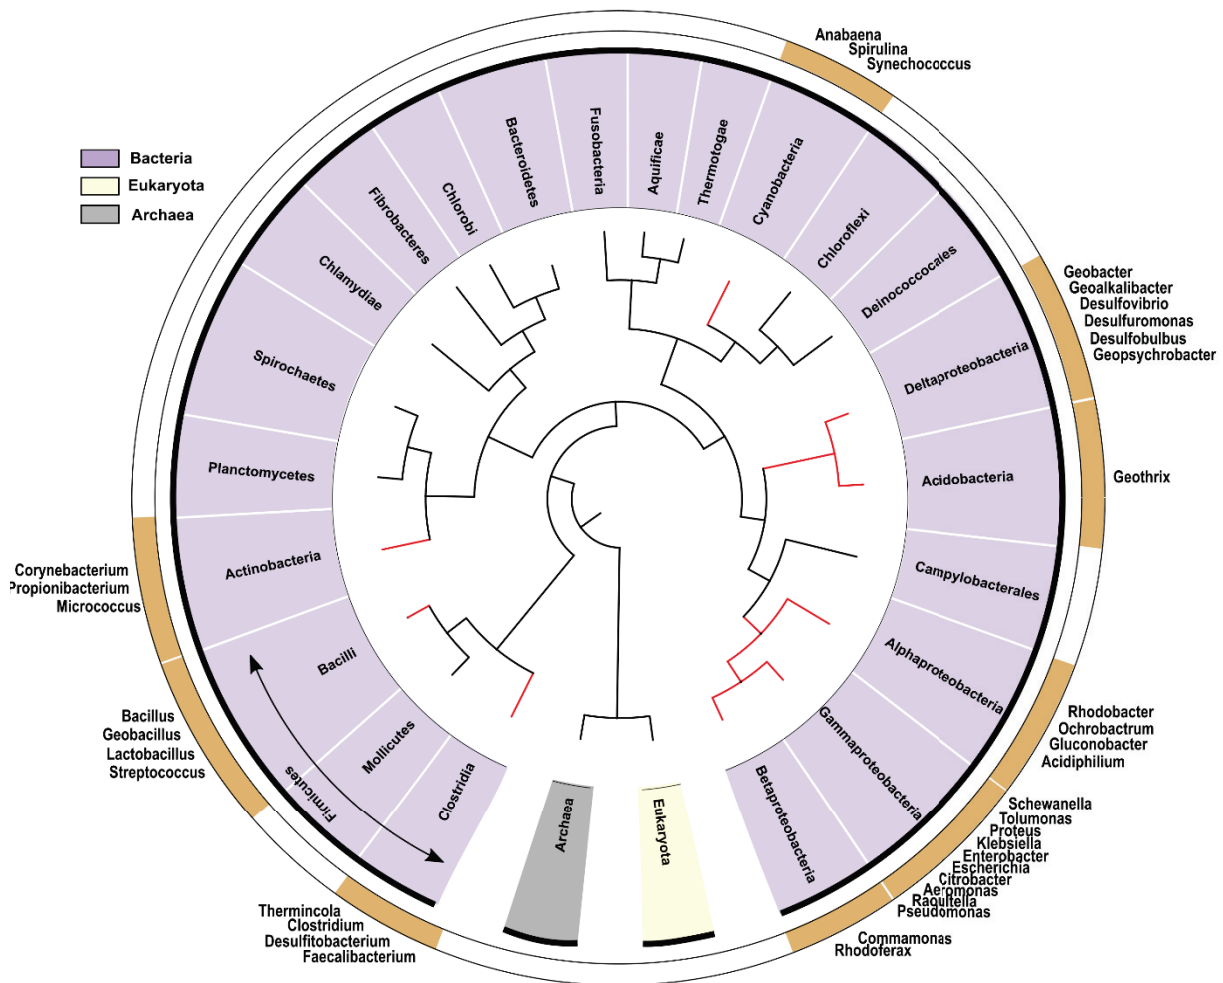 Anabaena
Spirulina
Synechococcus
Bacteria
Eukaryota
Archaea
Fusobacteria
Aquificae
Thermotogae
Cyanobacteria
Chloroflexi
Deinococcocales
Deltaproteobacteria
Acidobacteria
Campylobacterales
Alphaproteobacteria
Gammaproteobacteria
Betaproteobacteria
Eukaryota
Archaea
Clostridia
Mollicutes
Firmicutes
Bacilli
Actinobacteria
Planctomycetes
Spirochaetes
Chlamydiae
Fibrobacteres
Chlorobi
Bacteroidetes
Geobacter
Geoalkalibacter
Desulfovibrio
Desulfuromonas
Desulfobulbus
Geopsychrobacter
Geothrix
Rhodobacter
Ochrobactrum
Gluconobacter
Acidiphilium
Schewanella
Tolumonas
Proteus
Klebsiella
Enterobacter
Escherichia
Citrobacter
Aeromonas
Raoultella
Pseudomonas
Commamonas
Rhodoferax
Thermincola
Clostridium
Desulfitobacterium
Faecalibacterium
Bacillus
Geobacillus
Lactobacillus
Streptococcus
Corynebacterium
Propionibacterium
Micrococcus